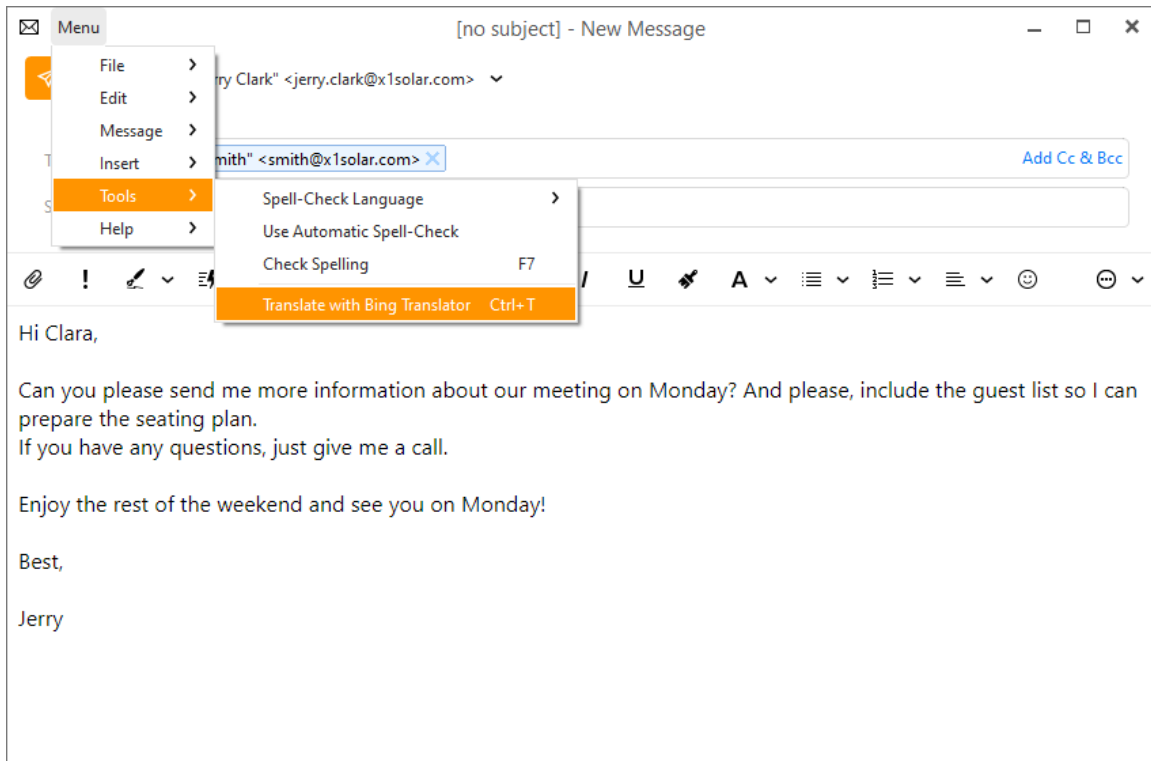 Menu
[no subject] - New Message
File
rry Clark" <jerry.clark@x1solar.com>
Edit
Message
T
Insert
mith" <smith@x1solar.com>
Add Cc & Bcc
Tools
S
Spell-Check Language
Help
Use Automatic Spell-Check
Check Spelling F7
U A
Translate with Bing Translator Ctrl+T
Hi Clara,
Can you please send me more information about our meeting on Monday? And please, include the guest list so I can
prepare the seating plan.
If you have any questions, just give me a call.
Enjoy the rest of the weekend and see you on Monday!
Best,
Jerry